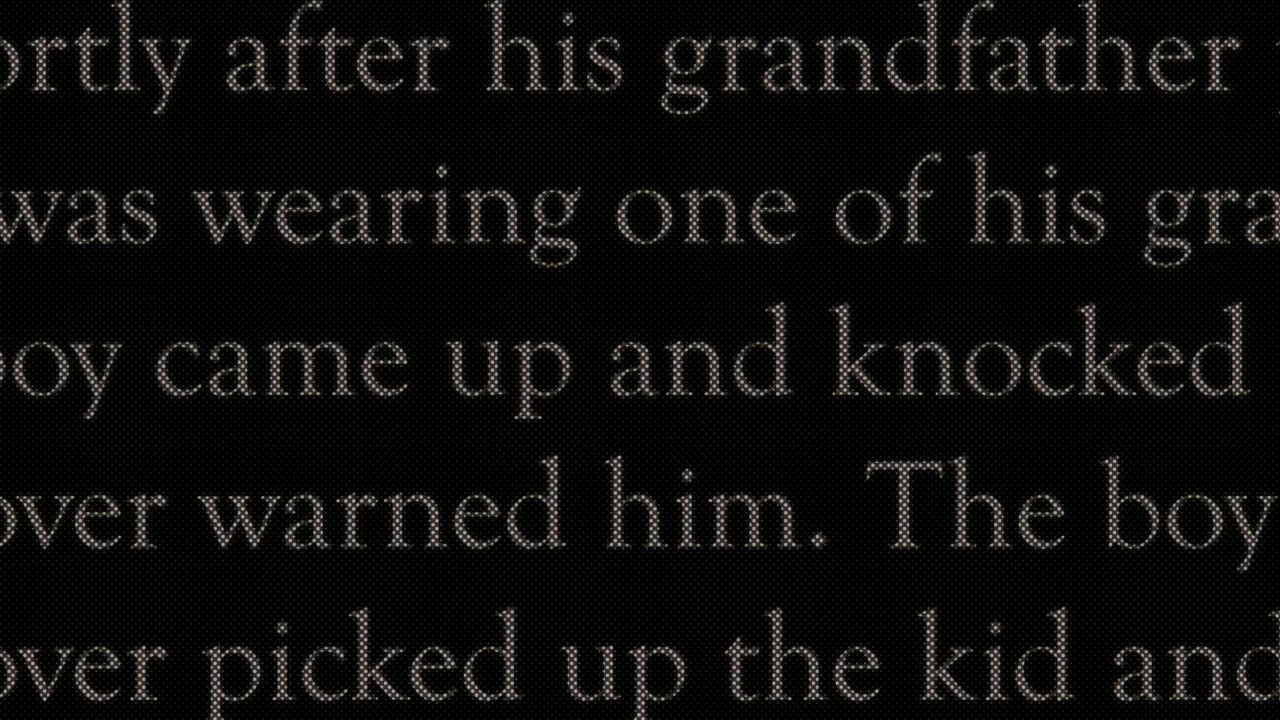 ortly after his grandfather
was wearing one of his gra
oy came up and knocked
over warned him. The boy
over picked up the kid and